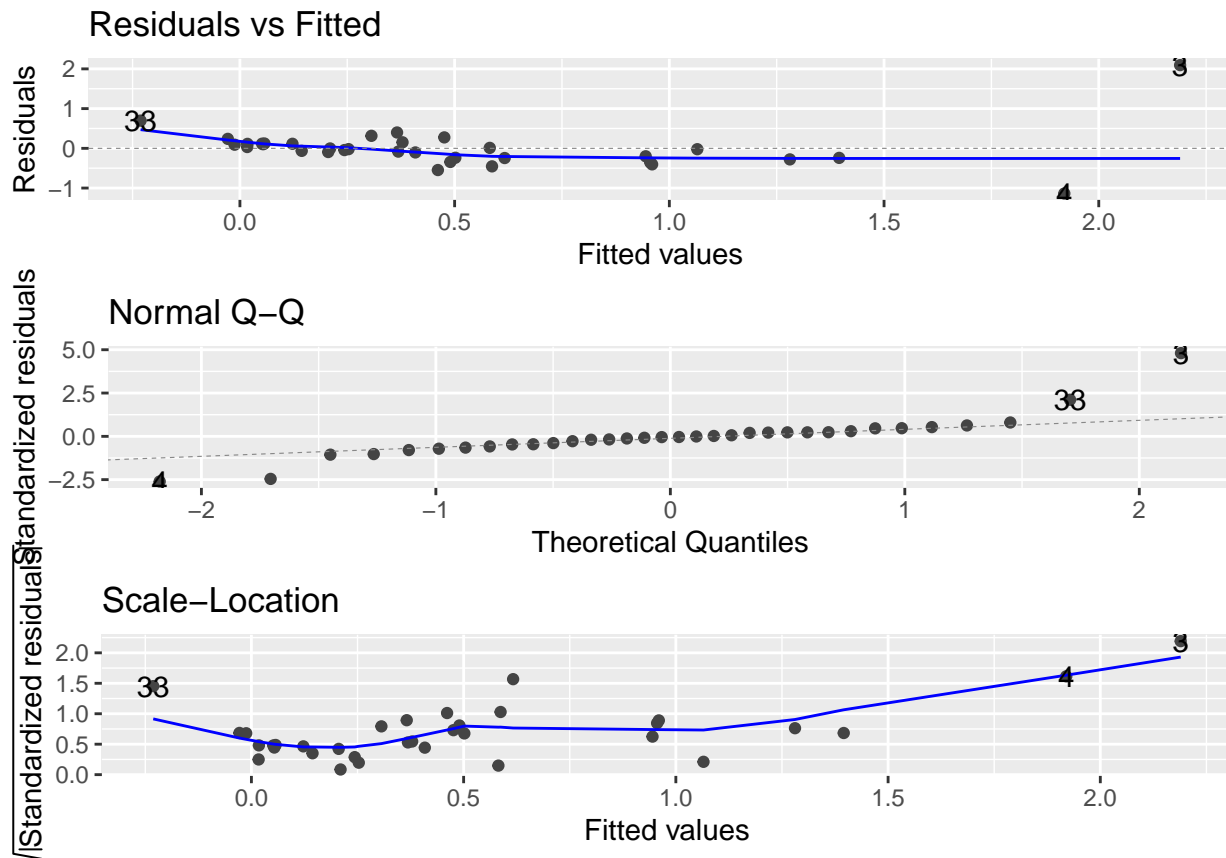 Residuals vs Fitted
Residuals
2
1
0
−1
33
3
4
0.0 0.5 1.0 1.5 2.0
Fitted values
Normal Q−Q
Standardized residuals
5.0
2.5
0.0
−2.5
3
33
4
−2 −1 0 1 2
Theoretical Quantiles
Scale−Location
√|Standardized residuals|
2.0
1.5
1.0
0.5
0.0
33
4
3
0.0 0.5 1.0 1.5 2.0
Fitted values